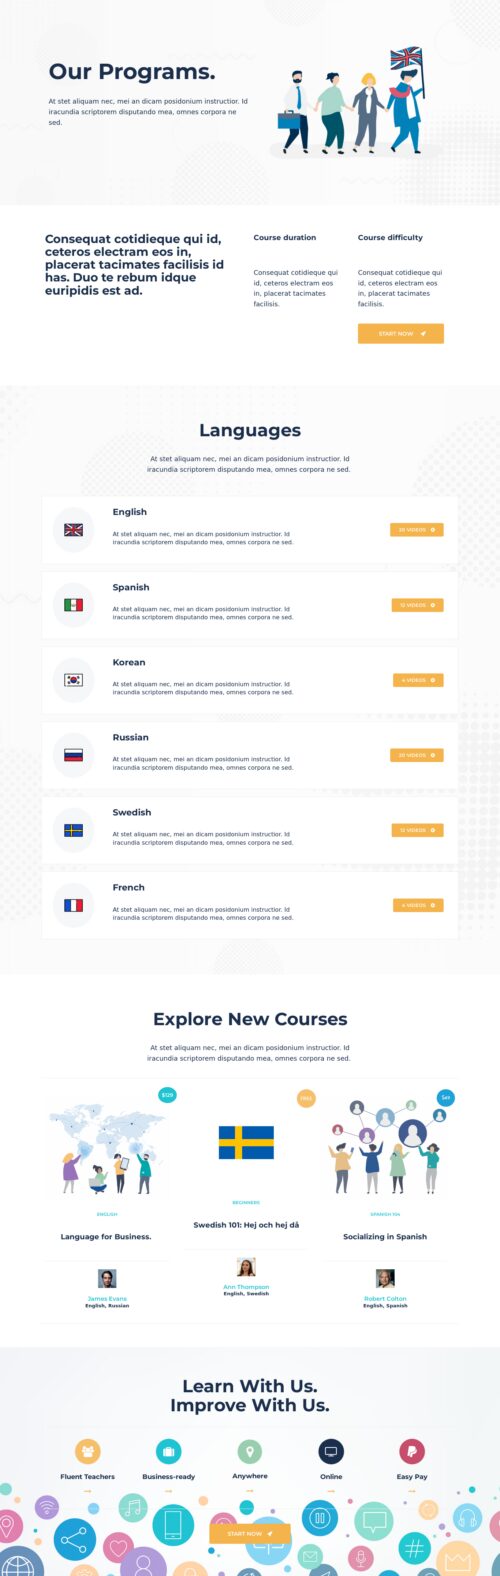 Our Programs.
At stet aliquam nec, mei an dicam posidonium instructior. Id
iracundia scriptorem disputando mea, omnes corpora ne
sed.
Consequat cotidieque qui id,
ceteros electram eos in,
placerat tacimates facilisis id
has. Duo te rebum idque
euripidis est ad.
Course duration
Consequat cotidieque qui
id, ceteros electram eos
in, placerat tacimates
facilisis.
Course difficulty
Consequat cotidieque qui
id, ceteros electram eos
in, placerat tacimates
facilisis.
START NOW
Languages
At stet aliquam nec, mei an dicam posidonium instructior. Id
iracundia scriptorem disputando mea, omnes corpora ne sed.
English
At stet aliquam nec, mei an dicam posidonium instructior. Id
iracundia scriptorem disputando mea, omnes corpora ne sed.
20 VIDEOS
Spanish
At stet aliquam nec, mei an dicam posidonium instructior. Id
iracundia scriptorem disputando mea, omnes corpora ne sed.
12 VIDEOS
Korean
At stet aliquam nec, mei an dicam posidonium instructior. Id
iracundia scriptorem disputando mea, omnes corpora ne sed.
VIDEOS
Russian
At stet aliquam nec, mei an dicam posidonium instructior. Id
iracundia scriptorem disputando mea, omnes corpora ne sed.
20 VIDEOS
Swedish
At stet aliquam nec, mei an dicam posidonium instructior. Id
iracundia scriptorem disputando mea, omnes corpora ne sed.
12 VIDEOS
French
At stet aliquam nec, mei an dicam posidonium instructior. Id
iracundia scriptorem disputando mea, omnes corpora ne sed.
VIDEOS
Explore New Courses
At stet aliquam nec, mei an dicam posidonium instructior. Id
iracundia scriptorem disputando mea, omnes corpora ne sed.
$129
ENGLISH
Language for Business.
James Evans
English, Russian
FREE
BEGINNERS
Swedish 101: Hej och hej då
Ann Thompson
English, Swedish
$49
SPANISH 104
Socializing in Spanish
Robert Colton
English, Spanish
Learn With Us.
Improve With Us.
Fluent Teachers
Business-ready
Anywhere
Online
Easy Pay
START NOW